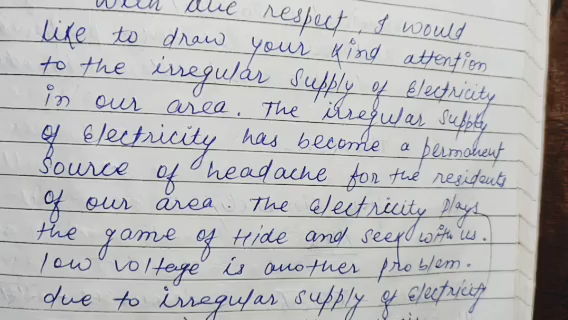 With due respect I would
like to draw your kind attention
to the irregular supply of Electricity
in our area. The irregular supply
of Electricity has become a permanent
source of headache for the residents
of our area. The electricity plays
the game of Hide and seek with us.
low voltege is another problem.
due to irregular supply of Electricity